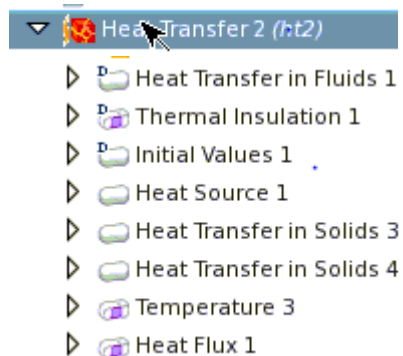 Heat Transfer 2 (ht2)
D Heat Transfer in Fluids 1
D Thermal Insulation 1
D Initial Values 1
Heat Source 1
Heat Transfer in Solids 3
Heat Transfer in Solids 4
Temperature 3
Heat Flux 1